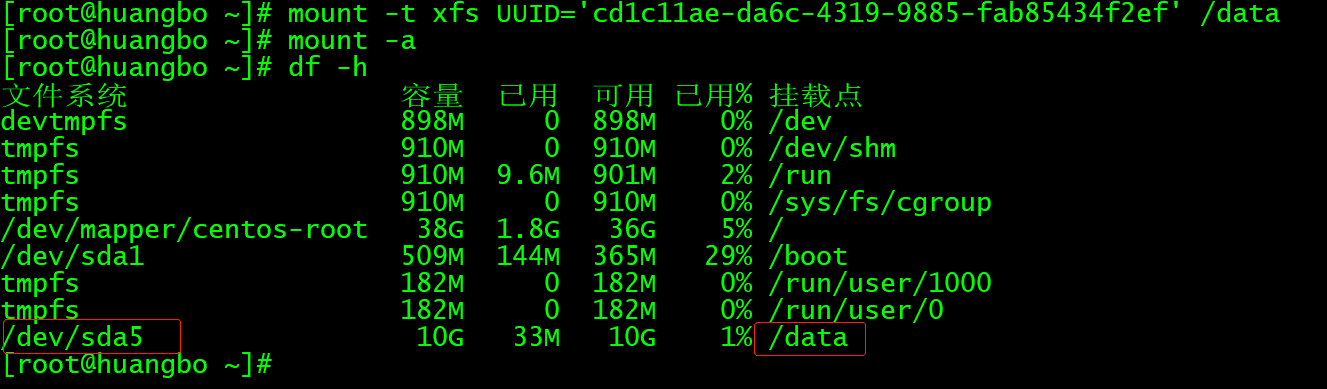 [root@huangbo ~]# mount -t xfs UUID='cd1c11ae-da6c-4319-9885-fab85434f2ef' /data
[root@huangbo ~]# mount -a
[root@huangbo ~]# df -h
文件系统 容量 已用 可用 已用% 挂载点
devtmpfs 898M 0 898M 0% /dev
tmpfs 910M 0 910M 0% /dev/shm
tmpfs 910M 9.6M 901M 2% /run
tmpfs 910M 0 910M 0% /sys/fs/cgroup
/dev/mapper/centos-root 38G 1.8G 36G 5% /
/dev/sda1 509M 144M 365M 29% /boot
tmpfs 182M 0 182M 0% /run/user/1000
tmpfs 182M 0 182M 0% /run/user/0
/dev/sda5 10G 33M 10G 1% /data
[root@huangbo ~]#